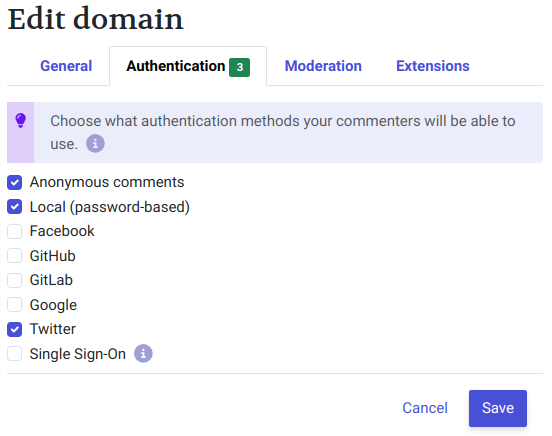 Edit domain
General Authentication 3 Moderation Extensions
Choose what authentication methods your commenters will be able to
use. i
Anonymous comments
Local (password-based)
Facebook
GitHub
GitLab
Google
Twitter
Single Sign-On i
Cancel Save